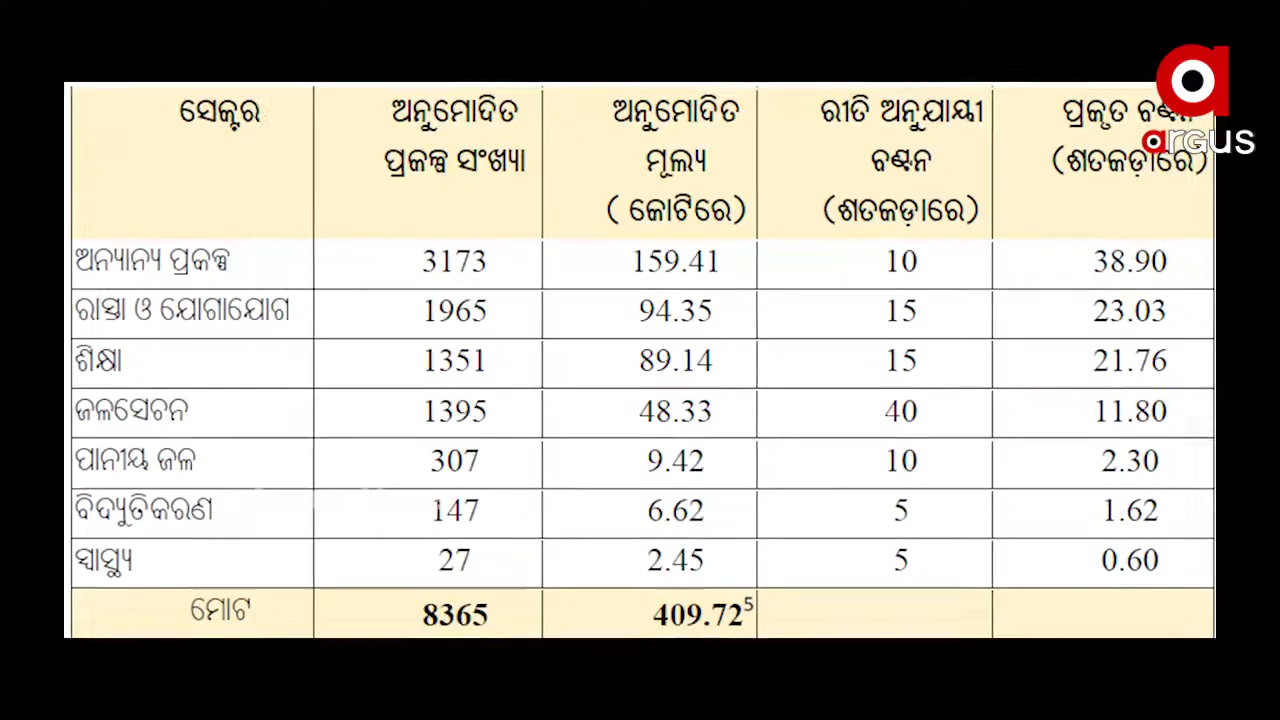 ସେକ୍ଟର ଅନୁମୋଦିତ ପ୍ରକଳ୍ପ ସଂଖ୍ୟା ଅନୁମୋଦିତ ମୂଲ୍ୟ ( କୋଟିରେ) ରୀତି ଅନୁଯାୟୀ ବଣ୍ଟନ (ଶତକଡ଼ାରେ) ପ୍ରକୃତ ବଣ୍ଟନ (ଶତକଡ଼ାରେ)
argus
ଅନ୍ୟାନ୍ୟ ପ୍ରକଳ୍ପ 3173 159.41 10 38.90
ରାସ୍ତା ଓ ଯୋଗାଯୋଗ 1965 94.35 15 23.03
ଶିକ୍ଷା 1351 89.14 15 21.76
ଜଳସେଚନ 1395 48.33 40 11.80
ପାନୀୟ ଜଳ 307 9.42 10 2.30
ବିଦ୍ୟୁତିକରଣ 147 6.62 5 1.62
ସ୍ୱାସ୍ଥ୍ୟ 27 2.45 5 0.60
ମୋଟ 8365 409.72⁵